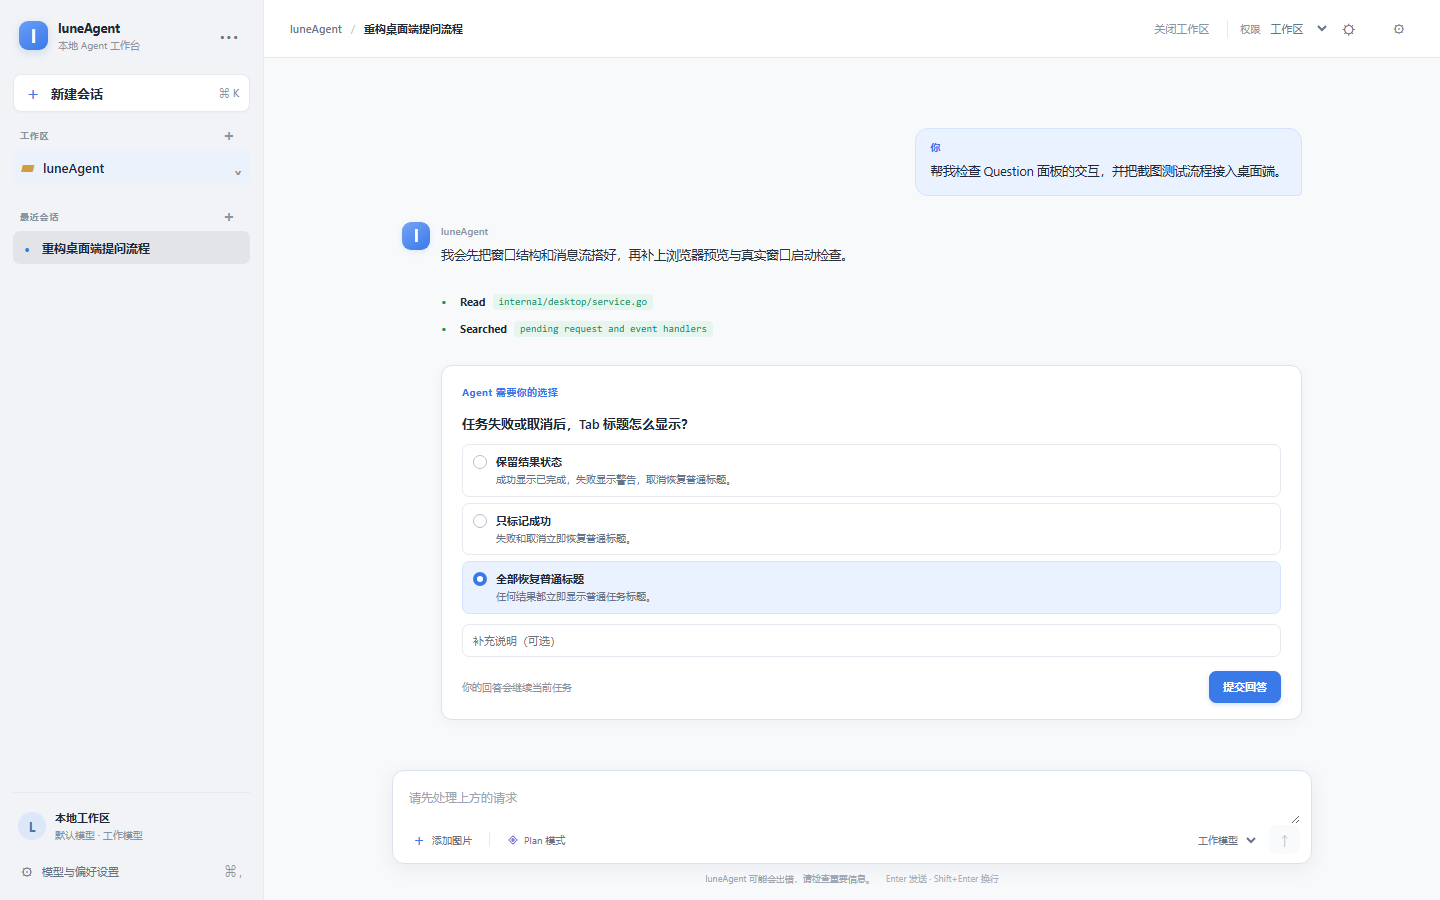 l
luneAgent
本地 Agent 工作台
•••
+ 新建会话 ⌘ K
工作区 +
luneAgent
最近会话 +
重构桌面端提问流程
L
本地工作区
默认模型 · 工作模型
模型与偏好设置 ⌘ ,
luneAgent / 重构桌面端提问流程
关闭工作区 权限 工作区
你
帮我检查 Question 面板的交互，并把截图测试流程接入桌面端。
l
luneAgent
我会先把窗口结构和消息流搭好，再补上浏览器预览与真实窗口启动检查。
• Read internal/desktop/service.go
• Searched pending request and event handlers
Agent 需要你的选择
任务失败或取消后，Tab 标题怎么显示？
保留结果状态
成功显示已完成，失败显示警告，取消恢复普通标题。
只标记成功
失败和取消立即恢复普通标题。
全部恢复普通标题
任何结果都立即显示普通任务标题。
补充说明（可选）
你的回答会继续当前任务 提交回答
请先处理上方的请求
+ 添加图片 Plan 模式 工作模型 ↑
luneAgent 可能会出错，请检查重要信息。 Enter 发送 · Shift+Enter 换行